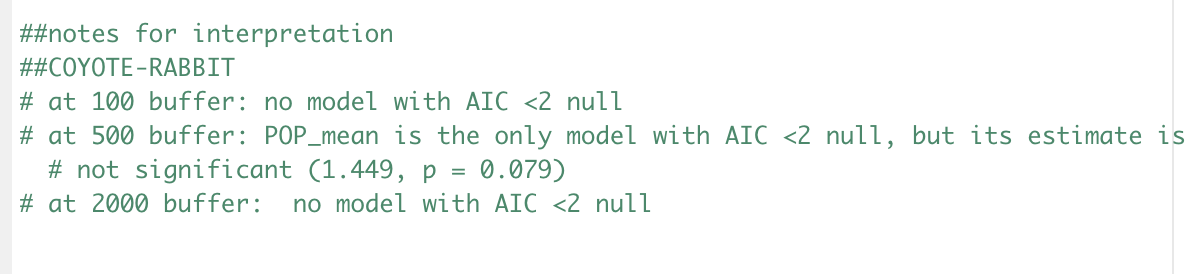 ##notes for interpretation
##COYOTE-RABBIT
# at 100 buffer: no model with AIC <2 null
# at 500 buffer: POP_mean is the only model with AIC <2 null, but its estimate is
# not significant (1.449, p = 0.079)
# at 2000 buffer:  no model with AIC <2 null